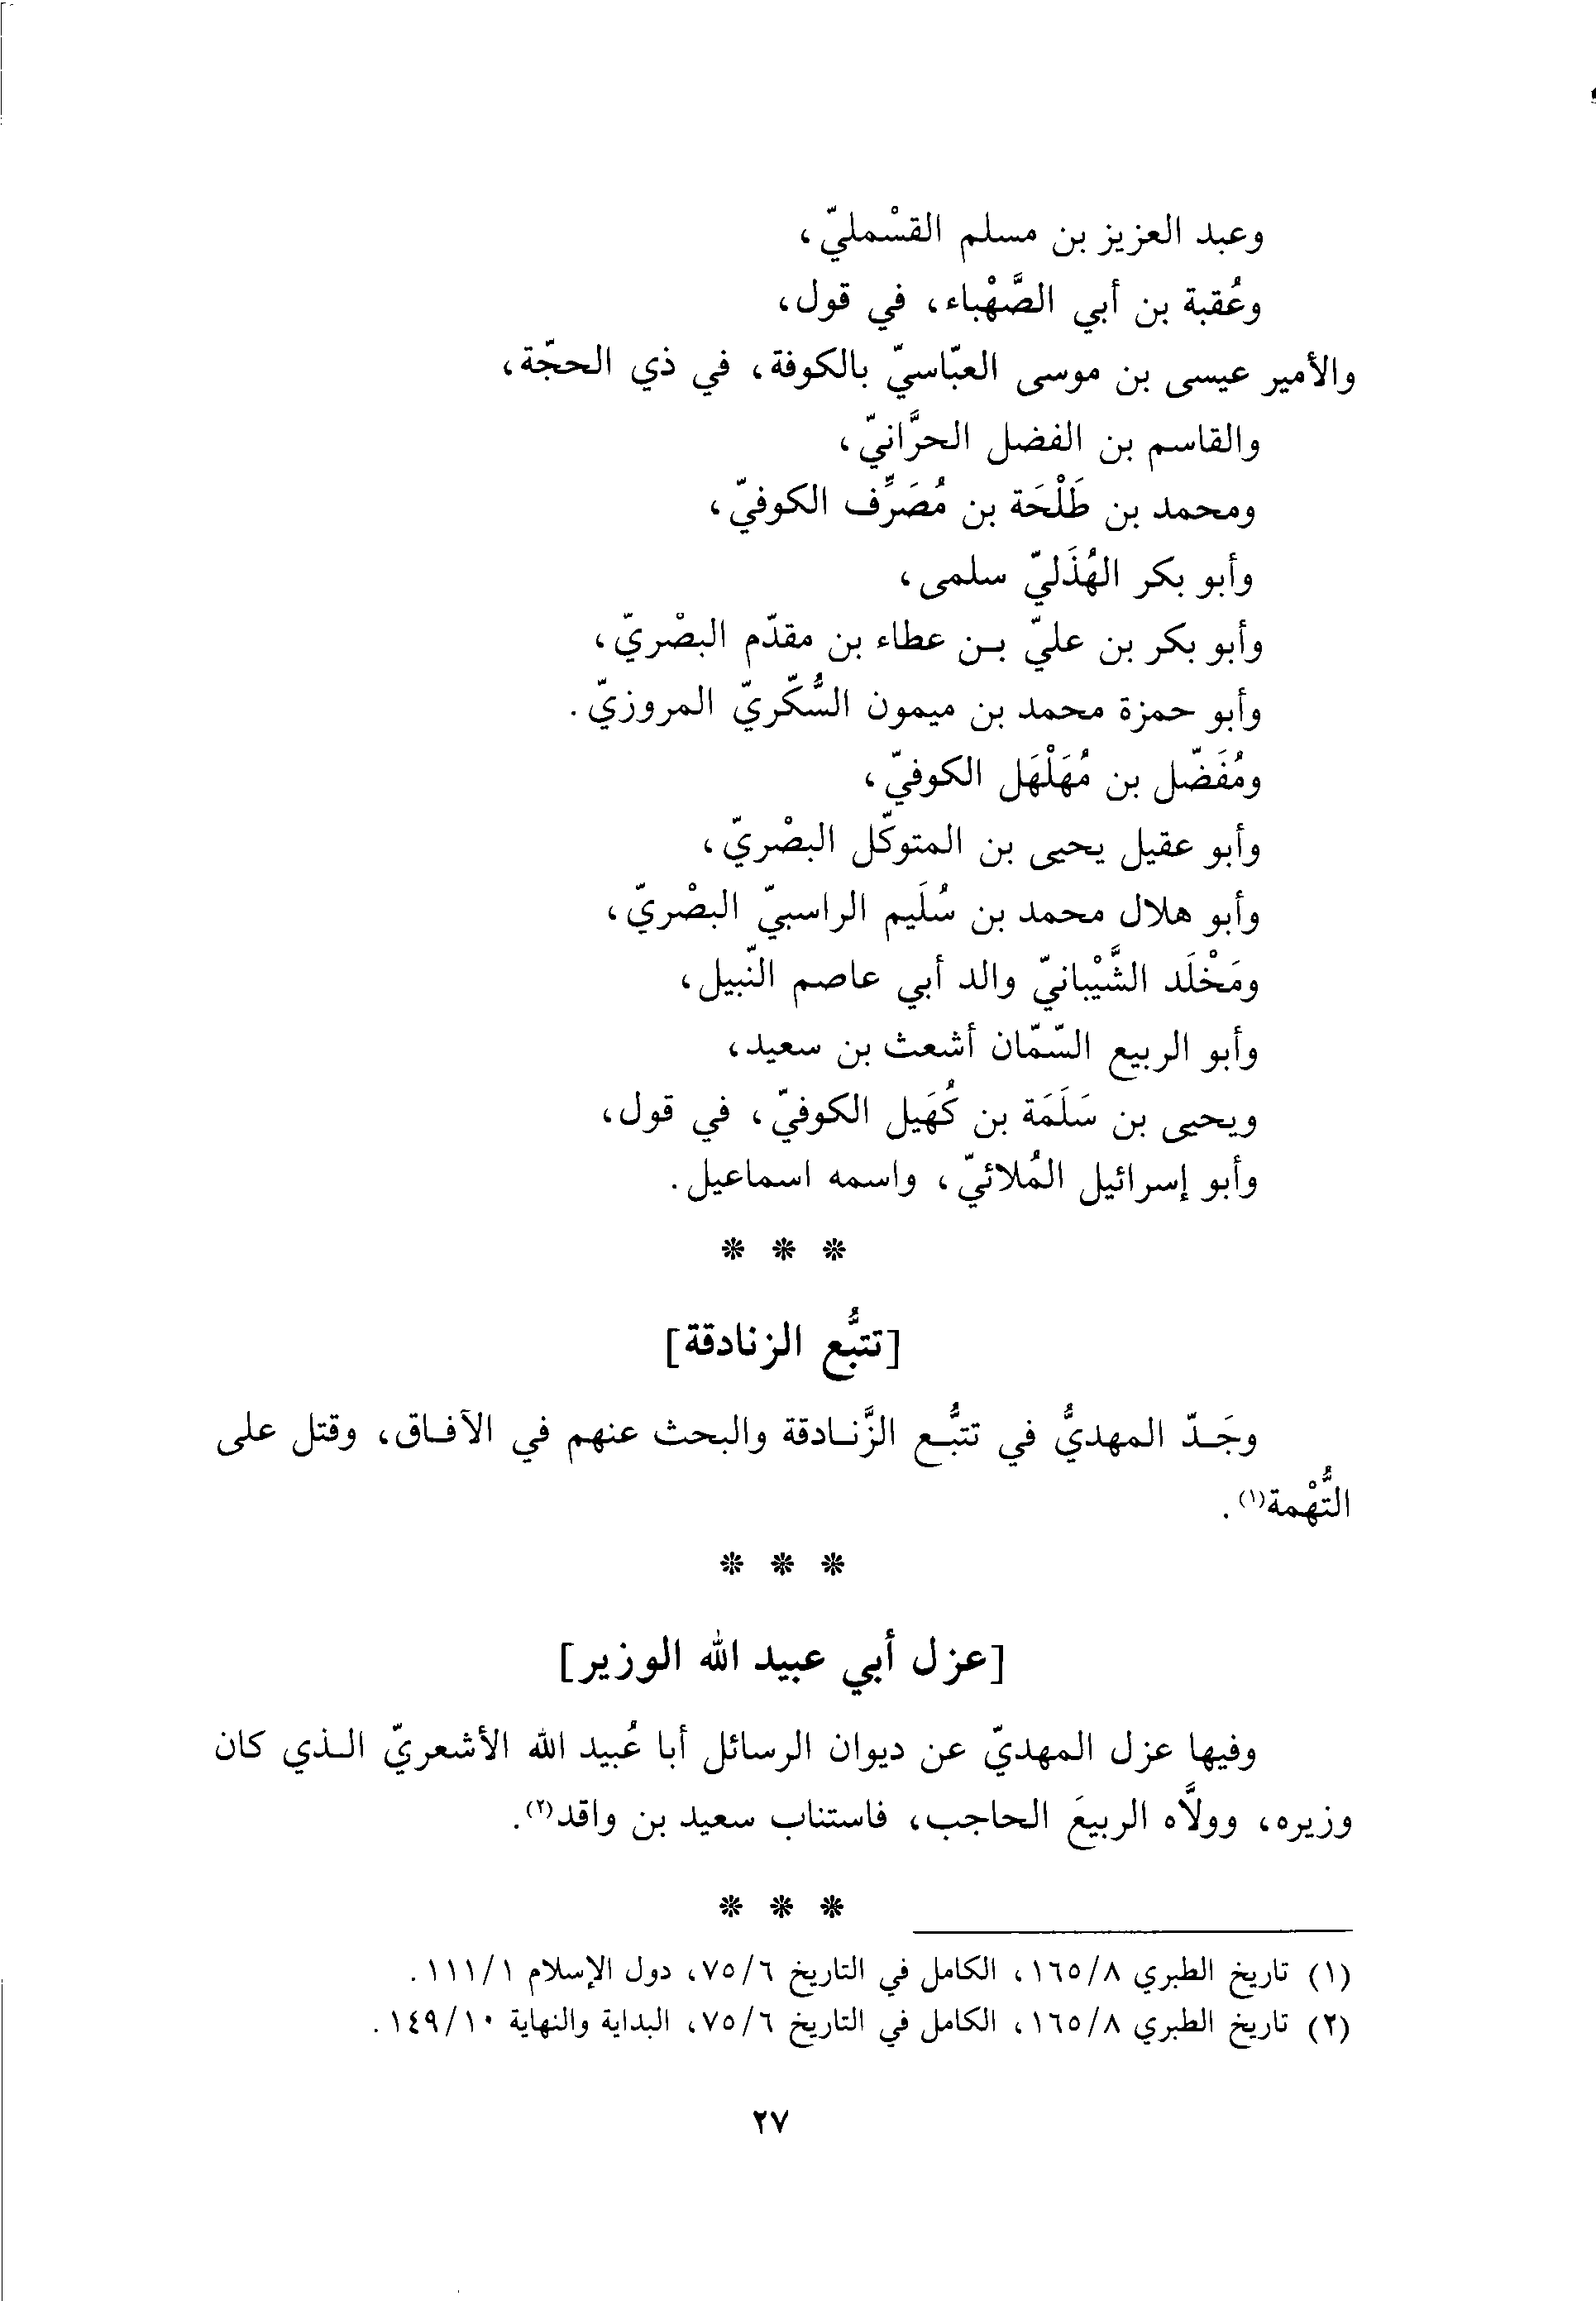 وعبد العزيز بن مسلم القسْمليّ،
وعُقبة بن أبي الصَّهْباء، في قول،
والأمير عيسى بن موسى العبّاسيّ بالكوفة، في ذي الحجّة،
والقاسم بن الفضل الحرَّانيّ،
ومحمد بن طَلْحَة بن مُصَرِّف الكوفيّ،
وأبو بكر الهُذَليّ سلمى،
وأبو بكر بن عليّ بن عطاء بن مقدّم البصْريّ،
وأبو حمزة محمد بن ميمون السُّكّريّ المروزيّ.
ومُفَضّل بن مُهَلْهَل الكوفيّ،
وأبو عقيل يحيى بن المتوكّل البصْريّ،
وأبو هلال محمد بن سُلَيم الراسبيّ البصْريّ،
ومَخْلَد الشَّيْبانيّ والد أبي عاصم النّبيل،
وأبو الربيع السّمّان أشعث بن سعيد،
ويحيى بن سَلَمَة بن كُهَيل الكوفيّ، في قول،
وأبو إسرائيل المُلائيّ، واسمه اسماعيل.
* * *
[تتبُّع الزنادقة]
وجَدّ المهديُّ في تتبُّع الزَّنادقة والبحث عنهم في الآفاق، وقتل على
التُّهْمة(١).
* * *
[عزل أبي عبيد الله الوزير]
وفيها عزل المهديّ عن ديوان الرسائل أبا عُبيد الله الأشعريّ الذي كان
وزيره، وولاَّه الربيعَ الحاجب، فاستناب سعيد بن واقد(٢).
* * *
(١) تاريخ الطبري ١٦٥/٨، الكامل في التاريخ ٧٥/٦، دول الإسلام ١١١/١.
(٢) تاريخ الطبري ١٦٥/٨، الكامل في التاريخ ٧٥/٦، البداية والنهاية ١٤٩/١٠.
٢٧